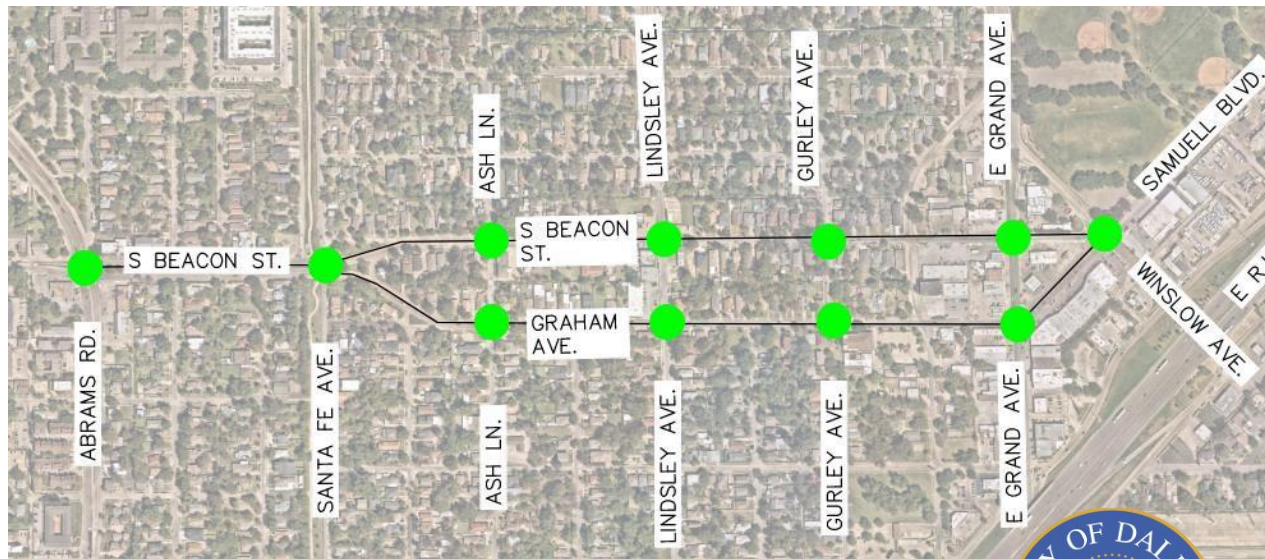 LINDSLEY AVE.
GURLEY AVE.
E GRAND AVE.
ASH LN.
SAMUELL BLVD.
S BEACON ST.
S BEACON
ST.
WINSLOW AVE.
GRAHAM
AVE.
ABRAMS RD.
SANTA FE AVE.
ASH LN.
LINDSLEY AVE.
GURLEY AVE.
E GRAND AVE.
OF